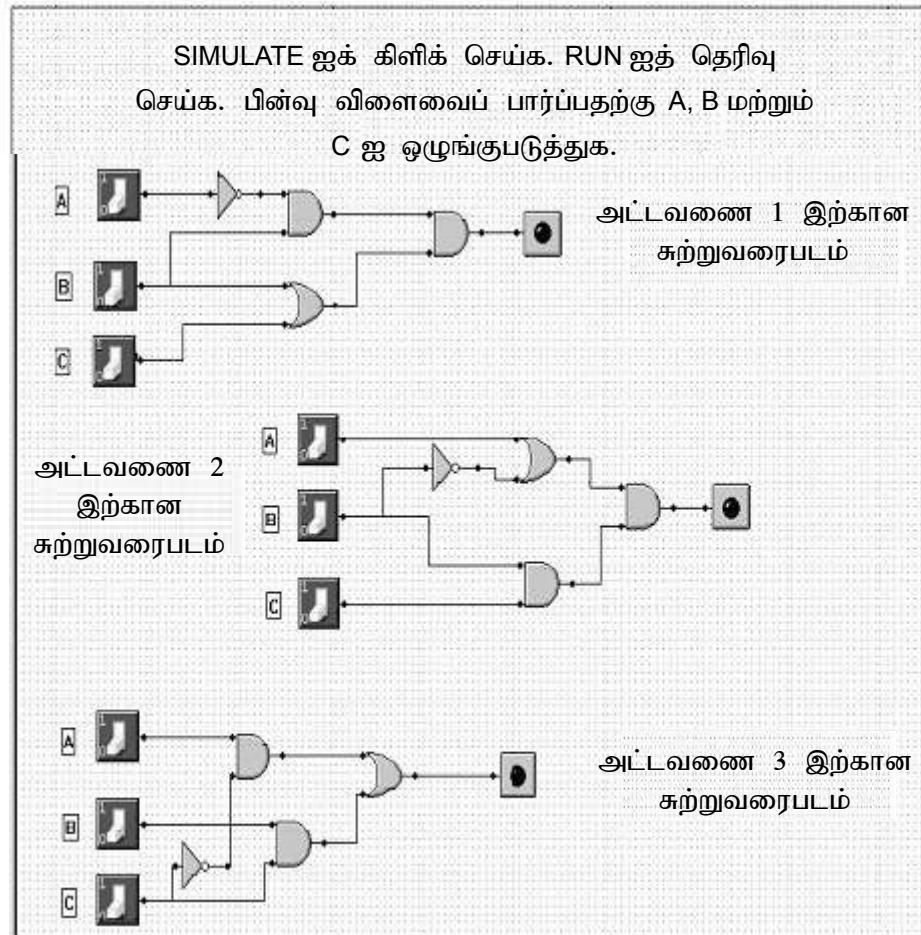 SIMULATE ஐக் கிளிக் செய்க. RUN ஐத் தெரிவு
செய்க. பின்வு விளைவைப் பார்ப்பதற்கு A, B மற்றும்
C ஐ ஒழுங்குபடுத்துக.
A
அட்டவணை 1 இற்கான
சுற்றுவரைபடம்
B
C
A
அட்டவணை 2
இற்கான
சுற்றுவரைபடம்
B
C
A
அட்டவணை 3 இற்கான
சுற்றுவரைபடம்
B
C